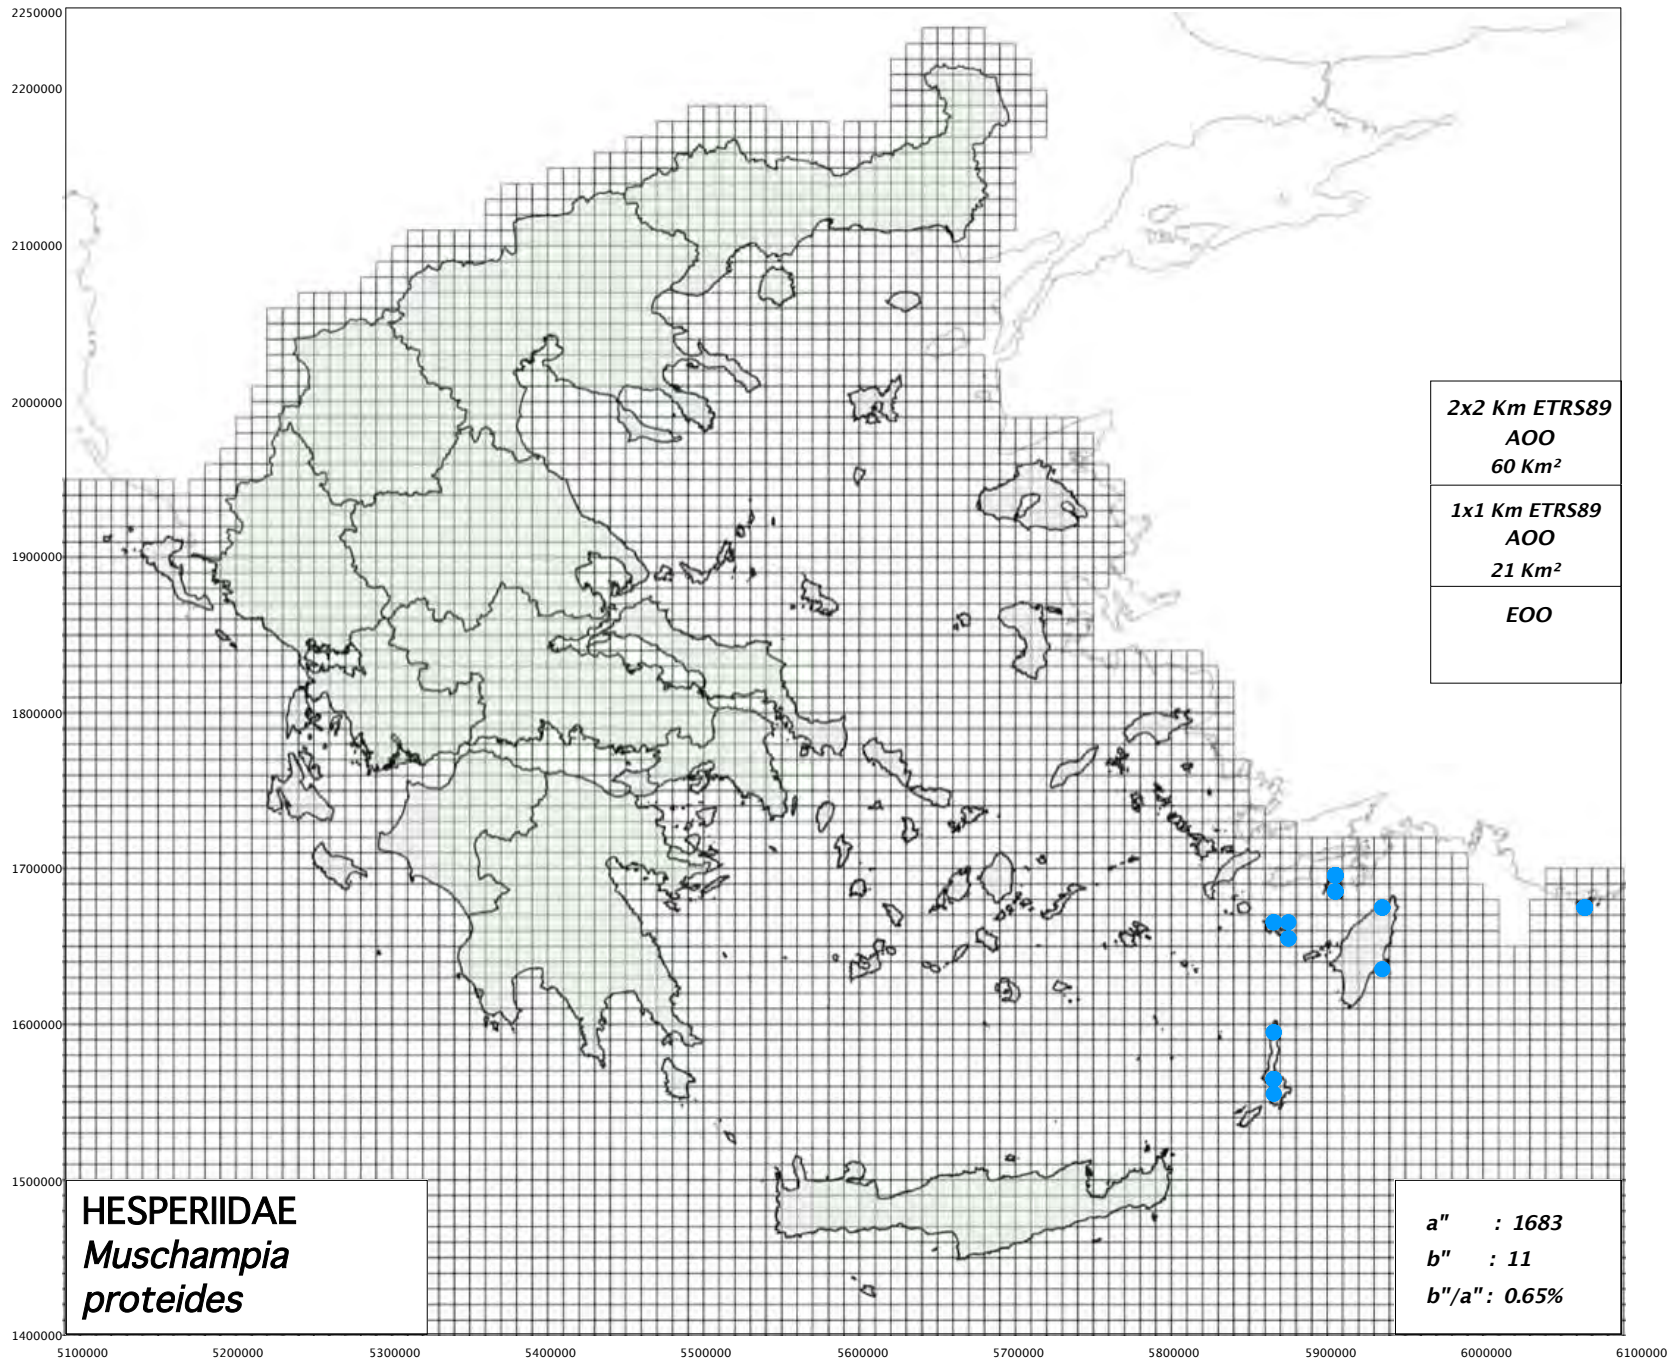 2250000
2200000
2100000
2000000
1900000
1800000
1700000
1600000
1500000
1400000
2x2 Km ETRS89
AOO
60 Km²
1x1 Km ETRS89
AOO
21 Km²
EOO
HESPERIIDAE
Muschampia
proteides
a" : 1683
b" : 11
b"/a" : 0.65%
5100000 5200000 5300000 5400000 5500000 5600000 5700000 5800000 5900000 6000000 6100000